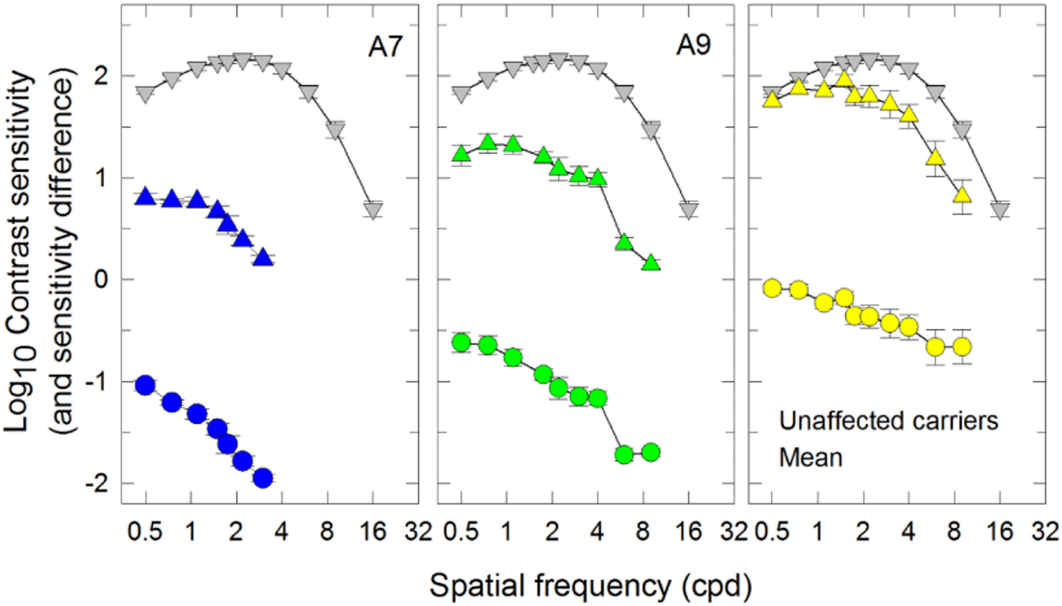 A7
A9
Log10 Contrast sensitivity
(and sensitivity difference)
2
1
0
-1
-2
Unaffected carriers
Mean
0.5 1 2 4 8 16 32
0.5 1 2 4 8 16 32
0.5 1 2 4 8 16 32
Spatial frequency (cpd)